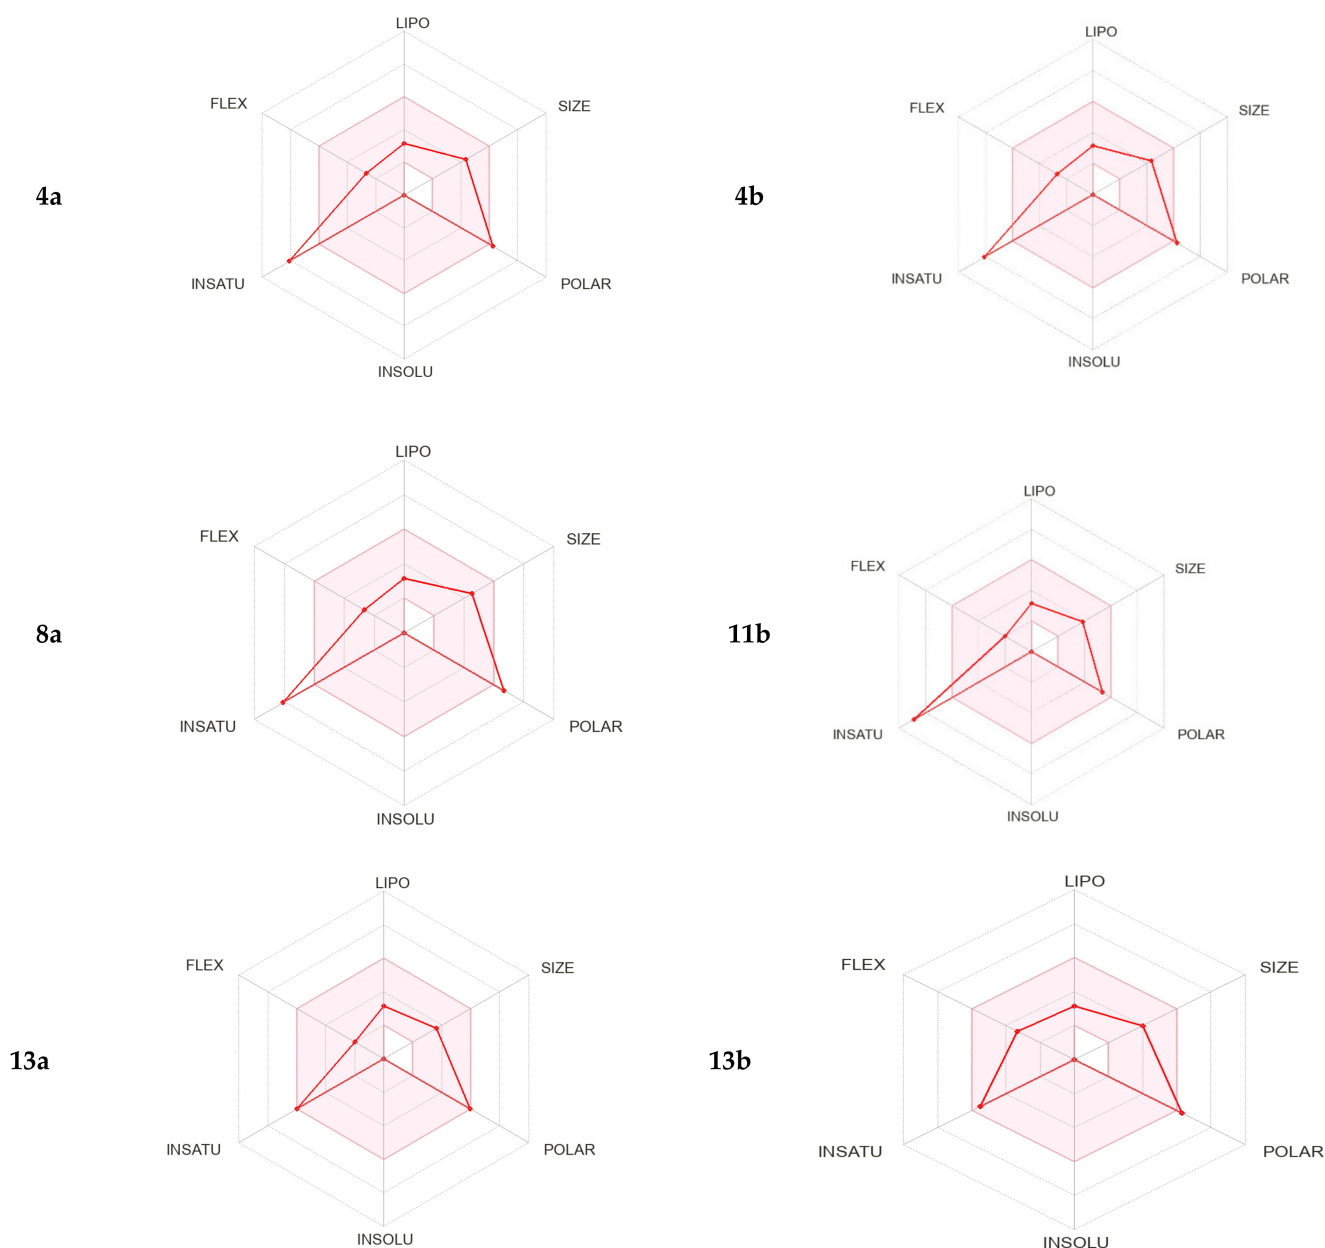 4a
LIPO
FLEX
SIZE
INSATU
POLAR
INSOLU
4b
LIPO
FLEX
SIZE
INSATU
POLAR
INSOLU
8a
LIPO
FLEX
SIZE
INSATU
POLAR
INSOLU
11b
LIPO
FLEX
SIZE
INSATU
POLAR
INSOLU
13a
LIPO
FLEX
SIZE
INSATU
POLAR
INSOLU
13b
LIPO
FLEX
SIZE
INSATU
POLAR
INSOLU